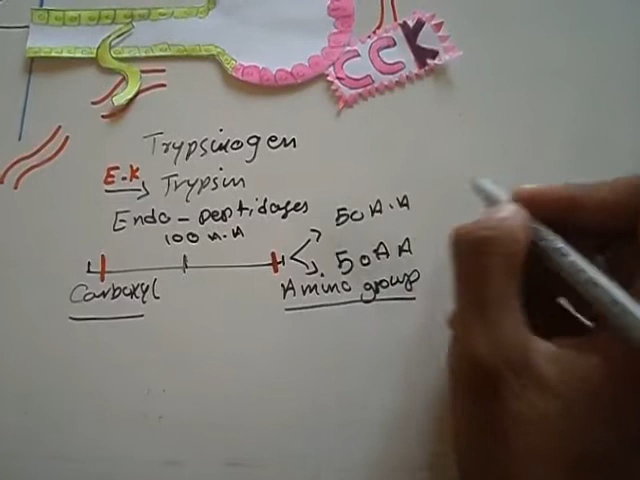 CCK
Trypsinogen
E.K
Trypsin
Endo-peptidases
100 A.A
50 A.A
50 A A
Carboxyl
Amino group